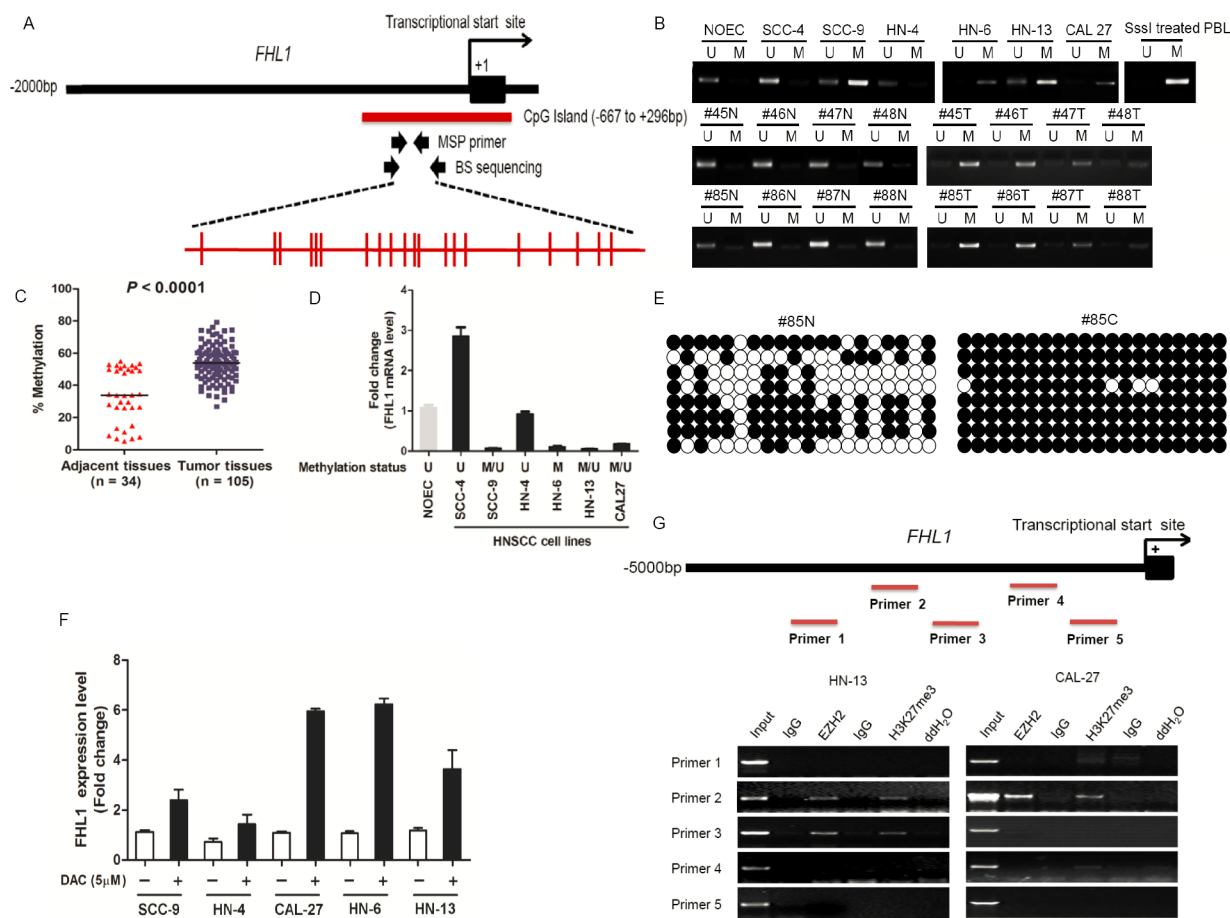 A
Transcriptional start site
FHL1
+1
-2000bp
CpG Island (-667 to +296bp)
MSP primer
BS sequencing
B
NOEC SCC-4 SCC-9 HN-4 HN-6 HN-13 CAL 27 SssI treated PBL
U M U M U M U M U M U M U M U M
#45N #46N #47N #48N #45T #46T #47T #48T
U M U M U M U M U M U M U M U M
#85N #86N #87N #88N #85T #86T #87T #88T
U M U M U M U M U M U M U M U M
C
P < 0.0001
% Methylation
100
80
60
40
20
0
Adjacent tissues
(n = 34)
Tumor tissues
(n = 105)
D
Fold change
(FHL1 mRNA level)
4
3
2
1
0
Methylation status U U M/U U M M/U M/U
NOEC SCC-4 SCC-9 HN-4 HN-6 HN-13 CAL27
HNSCC cell lines
E
#85N #85C
F
FHL1 expression level
(Fold change)
8
6
4
2
0
DAC (5μM) – + – + – + – + – +
SCC-9 HN-4 CAL-27 HN-6 HN-13
G
Transcriptional start site
FHL1
+
-5000bp
Primer 2 Primer 4
Primer 1 Primer 3 Primer 5
HN-13 CAL-27
Input IgG EZH2 IgG H3K27me3 ddH2O
Input EZH2 IgG H3K27me3 IgG ddH2O
Primer 1
Primer 2
Primer 3
Primer 4
Primer 5